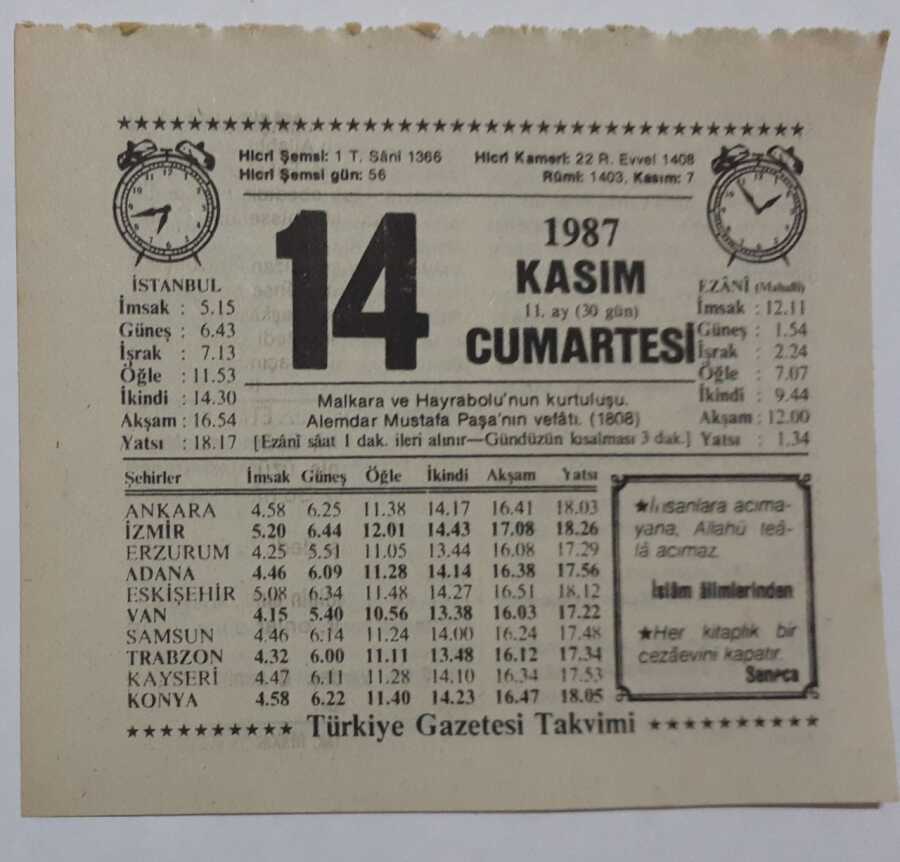 Hicrî Şemsî: 1 T. Sâni 1366
Hicrî Kamerî: 22 R. Evvel 1408
Hicrî Şemsî gün: 56
Rûmî: 1403, Kasım: 7
14
1987
KASIM
11. ay (30 gün)
CUMARTESİ
İSTANBUL
İmsak : 5.15
Güneş : 6.43
İşrak : 7.13
Öğle : 11.53
İkindi : 14.30
Akşam : 16.54
Yatsı : 18.17
EZÂNÎ (Mahallî)
İmsak : 12.11
Güneş : 1.54
İşrak : 2.24
Öğle : 7.07
İkindi : 9.44
Akşam : 12.00
Yatsı : 1.34
Malkara ve Hayrabolu'nun kurtuluşu.
Alemdar Mustafa Paşa'nın vefâtı. (1808)
[Ezânî sâat 1 dak. ileri alınır—Gündüzün kısalması 3 dak.]
Şehirler İmsak Güneş Öğle İkindi Akşam Yatsı
ANKARA 4.58 6.25 11.38 14.17 16.41 18.03
İZMİR 5.20 6.44 12.01 14.43 17.08 18.26
ERZURUM 4.25 5.51 11.05 13.44 16.08 17.29
ADANA 4.46 6.09 11.28 14.14 16.38 17.56
ESKİŞEHİR 5.08 6.34 11.48 14.27 16.51 18.12
VAN 4.15 5.40 10.56 13.38 16.03 17.22
SAMSUN 4.46 6.14 11.24 14.00 16.24 17.48
TRABZON 4.32 6.00 11.11 13.48 16.12 17.34
KAYSERİ 4.47 6.11 11.28 14.10 16.34 17.53
KONYA 4.58 6.22 11.40 14.23 16.47 18.05
★İnsanlara acıma-
yana, Allahü teâ-
lâ acımaz.
İslâm âlimlerinden
★Her kitaplık bir
cezâevini kapatır.
Seneca
Türkiye Gazetesi Takvimi